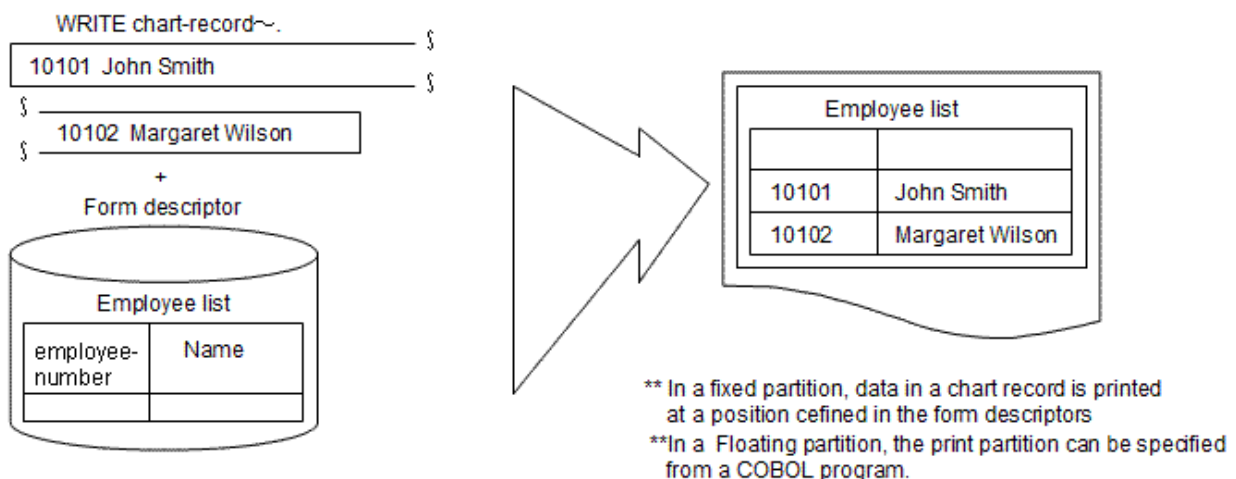 WRITE chart-record～.
10101 John Smith
10102 Margaret Wilson
+
Form descriptor
Employee list
employee-
number
Name
Employee list
10101 John Smith
10102 Margaret Wilson
** In a fixed partition, data in a chart record is printed
at a position cefined in the form descriptors
**In a Floating partition, the print partition can be specified
from a COBOL program.